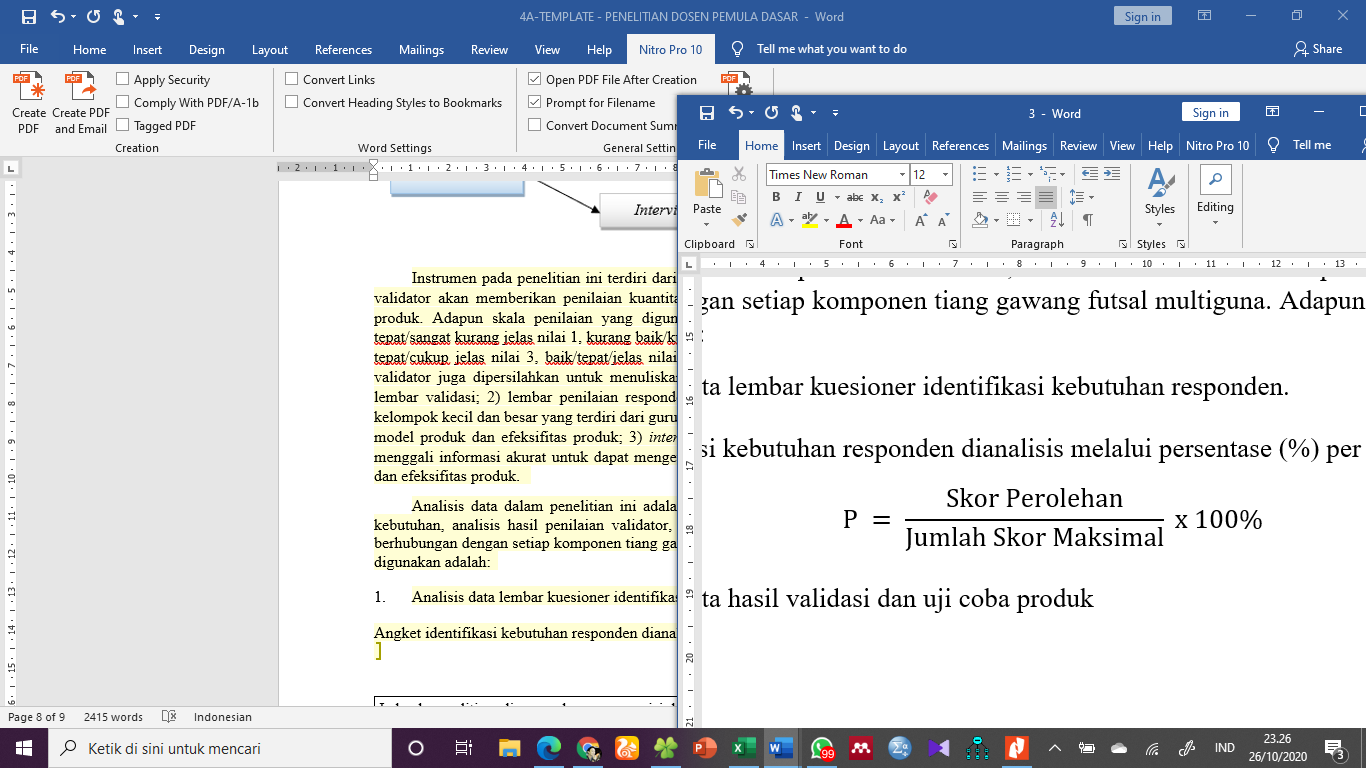 4A-TEMPLATE - PENELITIAN DOSEN PEMULA DASAR - Word
Sign in
File Home Insert Design Layout References Mailings Review View Help Nitro Pro 10 Tell me what you want to do Share
Create PDF
Create PDF and Email
Apply Security
Comply With PDF/A-1b
Tagged PDF
Creation
Convert Links
Convert Heading Styles to Bookmarks
Word Settings
Open PDF File After Creation
Prompt for Filename
Convert Document Summ
General Settin
Intervi
Instrumen pada penelitian ini terdiri dari
validator akan memberikan penilaian kuantita
produk. Adapun skala penilaian yang digun
tepat/sangat kurang jelas nilai 1, kurang baik/ku
tepat/cukup jelas nilai 3, baik/tepat/jelas nilai
validator juga dipersilahkan untuk menuliska
lembar validasi; 2) lembar penilaian responde
kelompok kecil dan besar yang terdiri dari guru
model produk dan efeksifitas produk; 3) inter
menggali informasi akurat untuk dapat menge
dan efeksifitas produk.
Analisis data dalam penelitian ini adala
kebutuhan, analisis hasil penilaian validator,
berhubungan dengan setiap komponen tiang ga
digunakan adalah:
1. Analisis data lembar kuesioner identifikas
Angket identifikasi kebutuhan responden dianal
Page 8 of 9 2415 words Indonesian
3 - Word
Sign in
File Home Insert Design Layout References Mailings Review View Help Nitro Pro 10 Tell me
Paste
Clipboard
Times New Roman 12
Font
Paragraph
Styles
Styles
Editing
gan setiap komponen tiang gawang futsal multiguna. Adapun
ta lembar kuesioner identifikasi kebutuhan responden.
si kebutuhan responden dianalisis melalui persentase (%) per
P = Skor Perolehan / Jumlah Skor Maksimal x 100%
ta hasil validasi dan uji coba produk
Ketik di sini untuk mencari
99
IND
23.26
26/10/2020
3